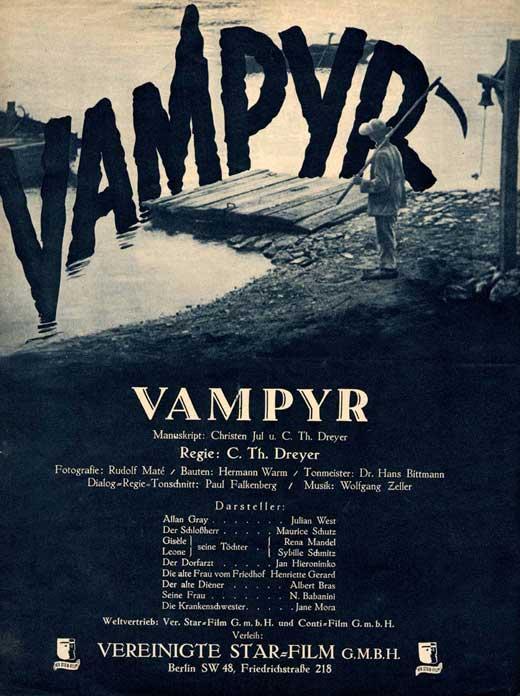 VAMPYR
VAMPYR
Manuskript: Christen Jul u. C. Th. Dreyer
Regie: C. Th. Dreyer
Fotografie: Rudolf Maté / Bauten: Hermann Warm / Tonmeister: Dr. Hans Bittmann
Dialog=Regie=Tonschnitt: Paul Falkenberg / Musik: Wolfgang Zeller
Darsteller:
Allan Gray . . . . . . . Julian West
Der Schloßherr . . . . . Maurice Schutz
Gisèle } seine Töchter . { Rena Mandel
Leone } { Sybille Schmitz
Der Dorfarzt . . . . . Jan Hieronimko
Die alte Frau vom Friedhof Henriette Gerard
Der alte Diener . . . . . Albert Bras
Seine Frau . . . . . . N. Babanini
Die Krankenschwester . . . . Jane Mora
Weltvertrieb: Ver. Star=Film G. m. b. H. und Conti=Film G. m. b. H.
Verleih:
VEREINIGTE STAR=FILM G.M.B.H.
Berlin SW 48, Friedrichstraße 218